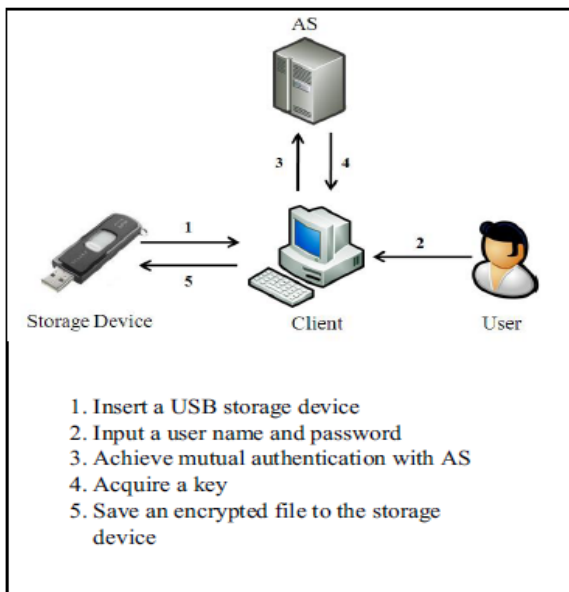 AS
3
4
1
2
5
Storage Device
Client
User
1. Insert a USB storage device
2. Input a user name and password
3. Achieve mutual authentication with AS
4. Acquire a key
5. Save an encrypted file to the storage
device